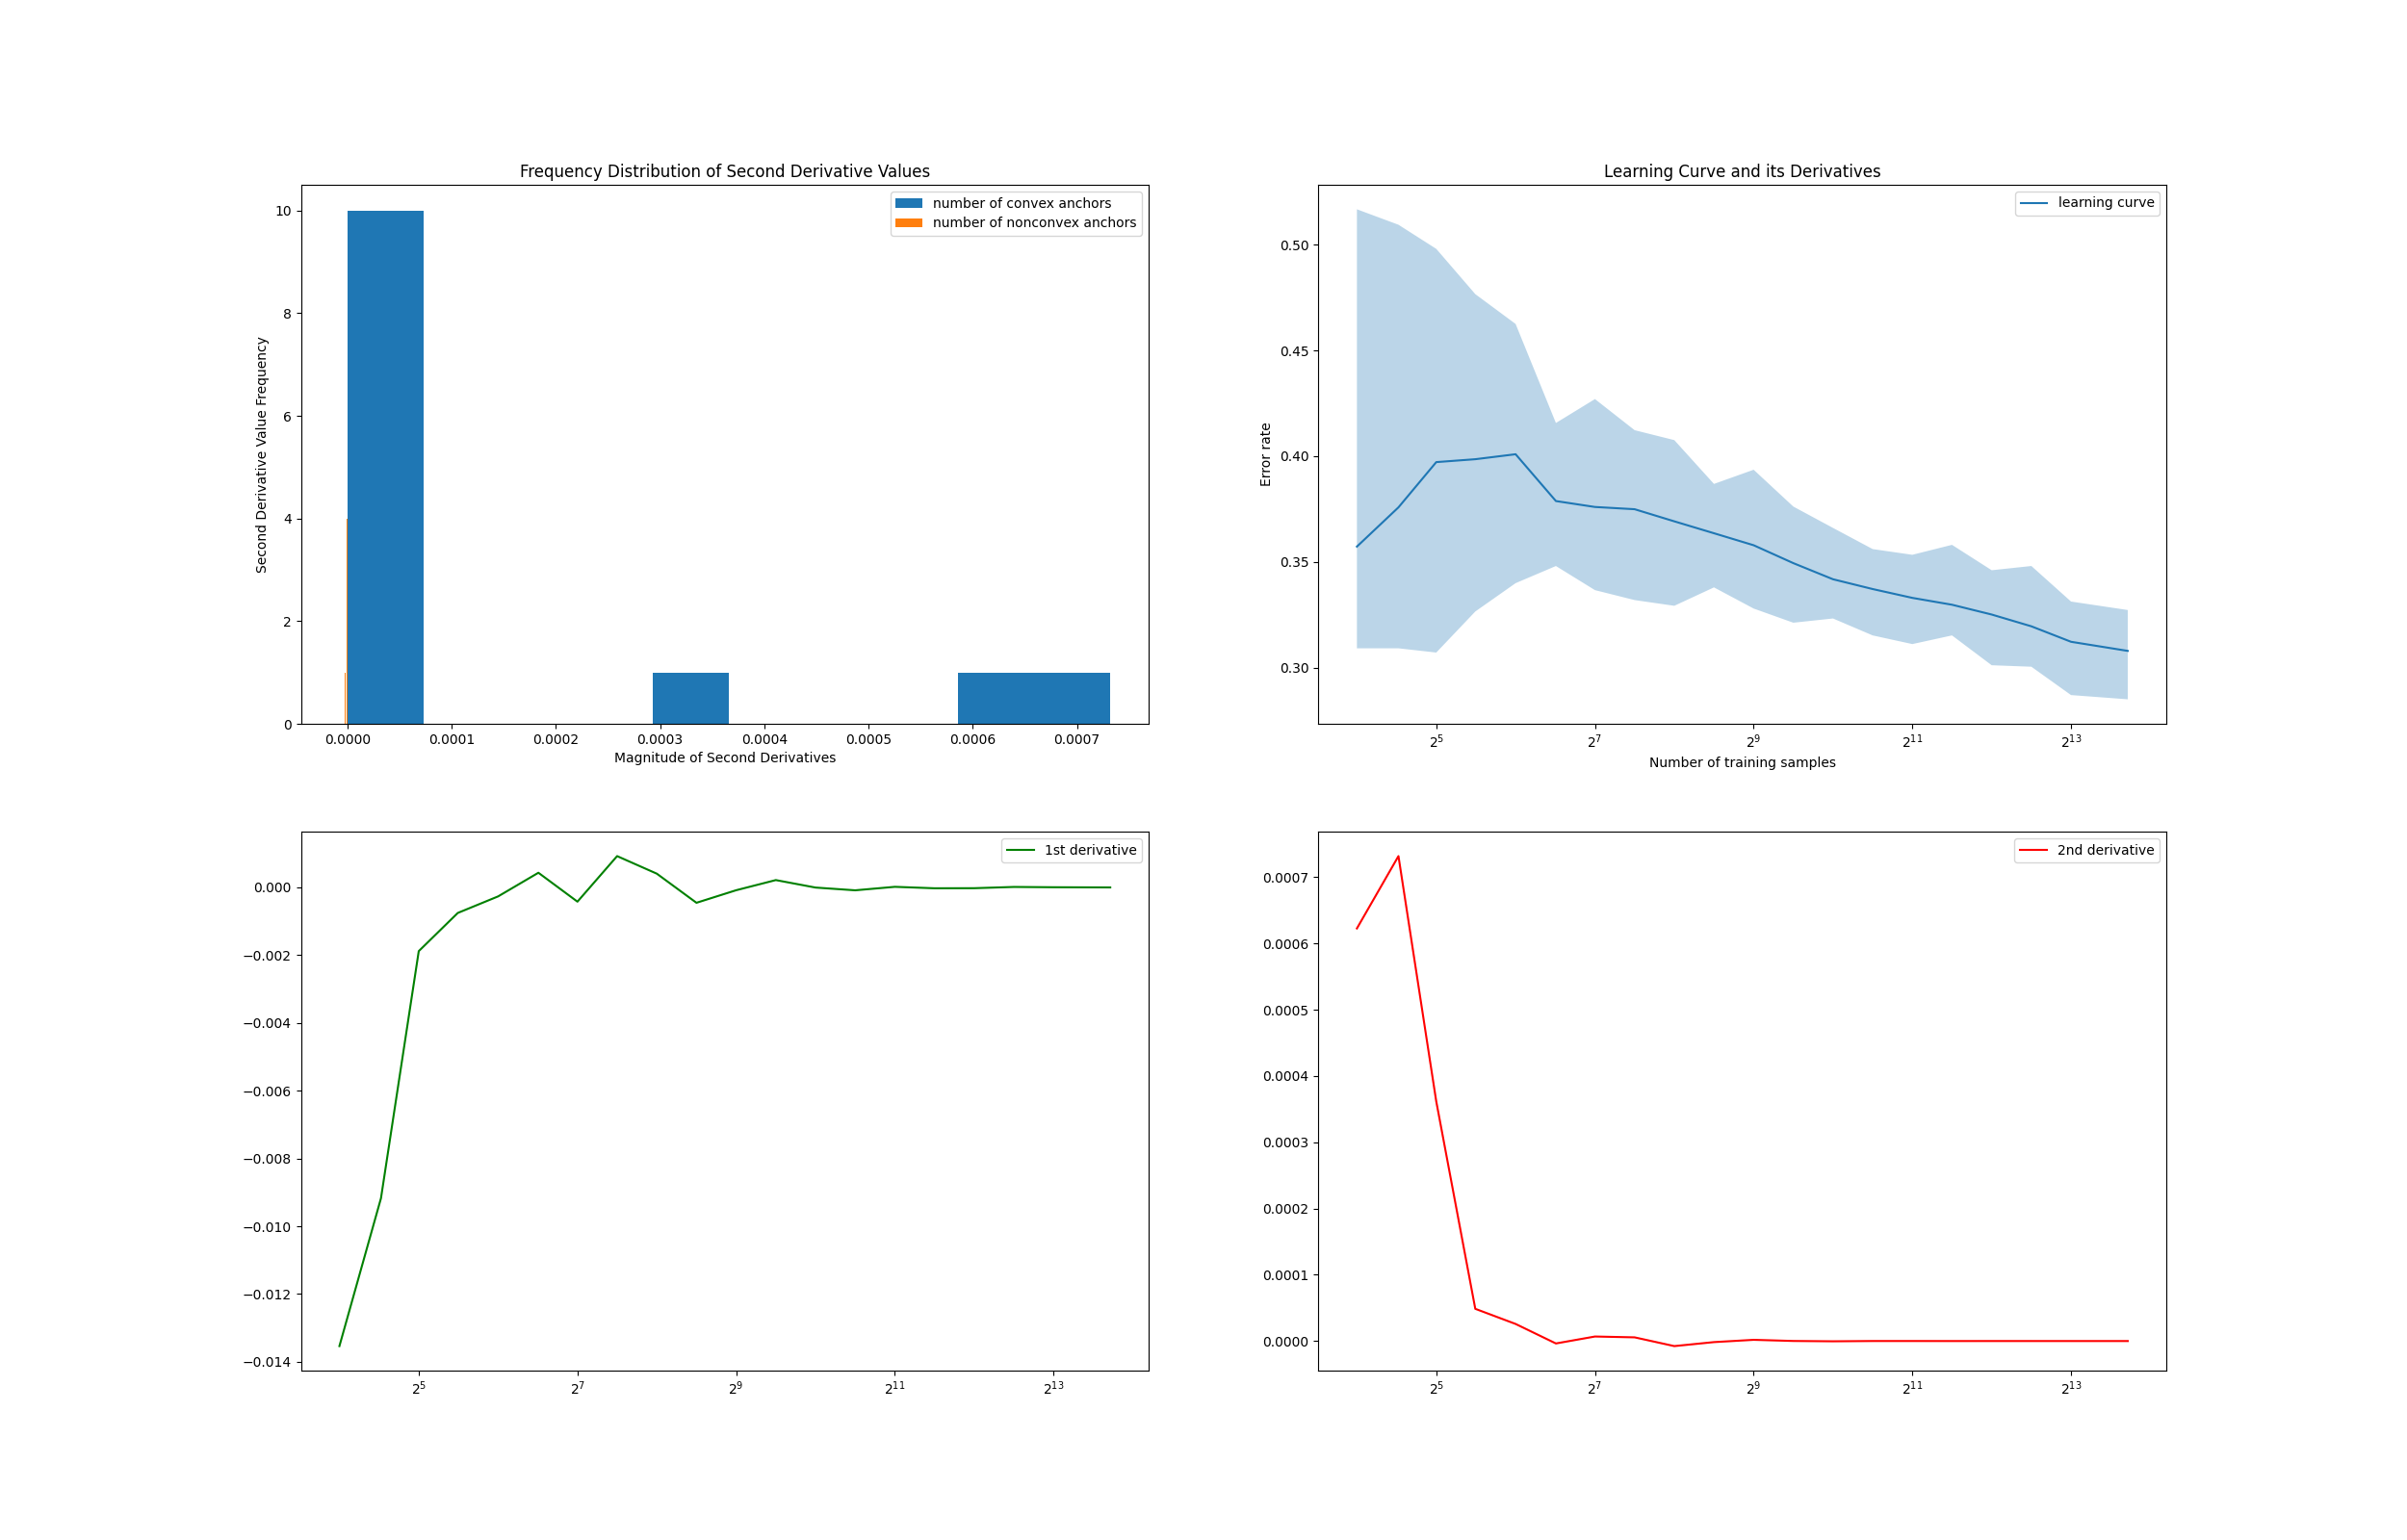 Frequency Distribution of Second Derivative Values
number of convex anchors
number of nonconvex anchors
Second Derivative Value Frequency
10
8
6
4
2
0
0.0000 0.0001 0.0002 0.0003 0.0004 0.0005 0.0006 0.0007
Magnitude of Second Derivatives
Learning Curve and its Derivatives
learning curve
Error rate
0.50
0.45
0.40
0.35
0.30
2⁵ 2⁷ 2⁹ 2¹¹ 2¹³
Number of training samples
1st derivative
0.000
−0.002
−0.004
−0.006
−0.008
−0.010
−0.012
−0.014
2⁵ 2⁷ 2⁹ 2¹¹ 2¹³
2nd derivative
0.0007
0.0006
0.0005
0.0004
0.0003
0.0002
0.0001
0.0000
2⁵ 2⁷ 2⁹ 2¹¹ 2¹³